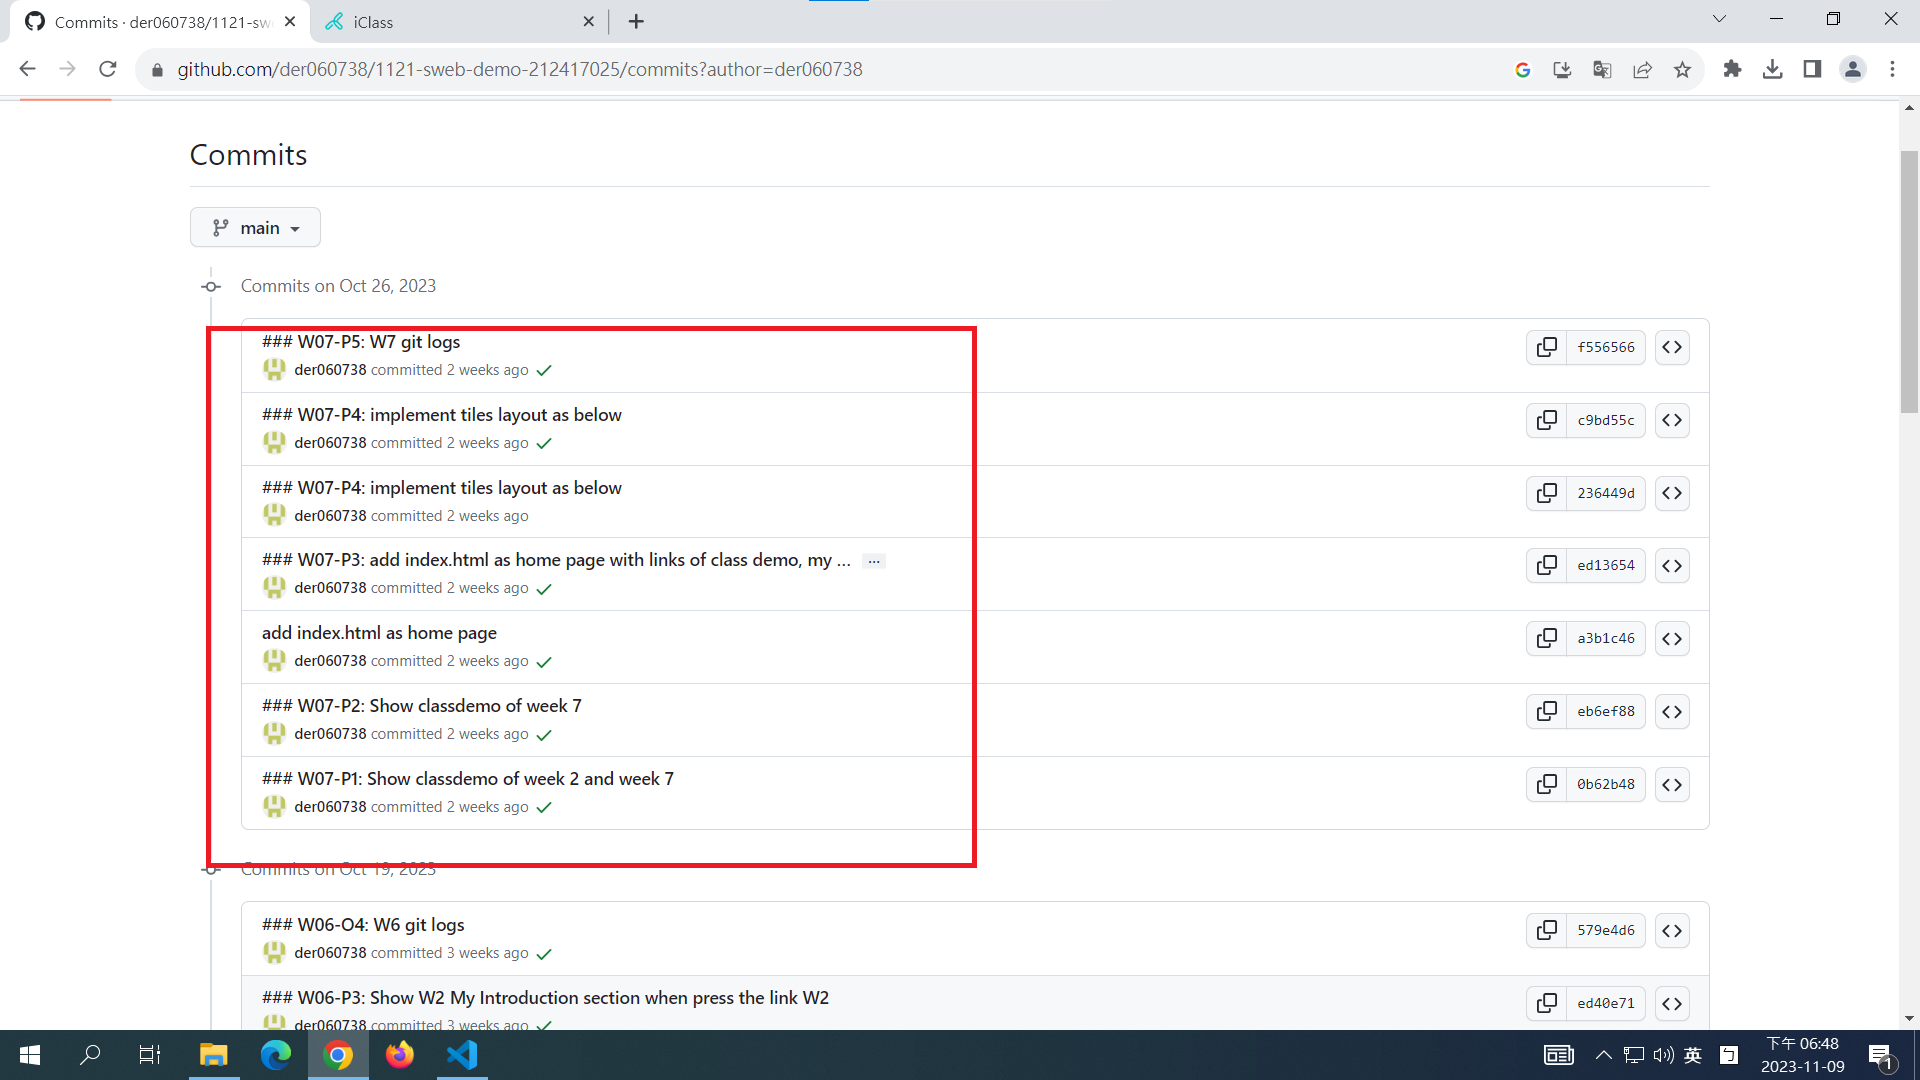 Commits · der060738/1121-swe
iClass
github.com/der060738/1121-sweb-demo-212417025/commits?author=der060738
Commits
main
Commits on Oct 26, 2023
### W07-P5: W7 git logs
der060738 committed 2 weeks ago
f556566
### W07-P4: implement tiles layout as below
der060738 committed 2 weeks ago
c9bd55c
### W07-P4: implement tiles layout as below
der060738 committed 2 weeks ago
236449d
### W07-P3: add index.html as home page with links of class demo, my ...
der060738 committed 2 weeks ago
ed13654
add index.html as home page
der060738 committed 2 weeks ago
a3b1c46
### W07-P2: Show classdemo of week 7
der060738 committed 2 weeks ago
eb6ef88
### W07-P1: Show classdemo of week 2 and week 7
der060738 committed 2 weeks ago
0b62b48
Commits on Oct 19, 2023
### W06-O4: W6 git logs
der060738 committed 3 weeks ago
579e4d6
### W06-P3: Show W2 My Introduction section when press the link W2
der060738 committed 3 weeks ago
ed40e71
英
ㄅ
下午 06:48
2023-11-09
1